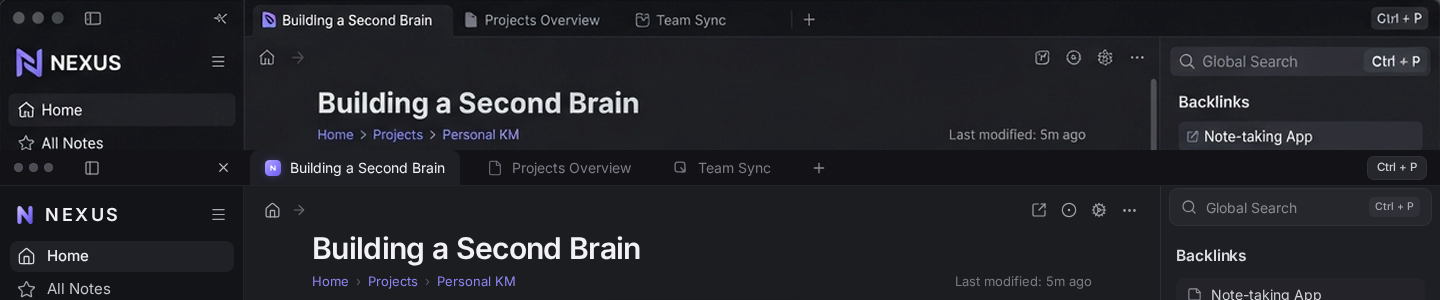 Building a Second Brain Projects Overview Team Sync + Ctrl + P
NEXUS
Global Search Ctrl + P
Home
Building a Second Brain
Backlinks
All Notes
Home > Projects > Personal KM
Last modified: 5m ago
Note-taking App
Building a Second Brain Projects Overview Team Sync + Ctrl + P
NEXUS
Global Search Ctrl + P
Home
Building a Second Brain
Backlinks
All Notes
Home > Projects > Personal KM
Last modified: 5m ago
Note-taking App